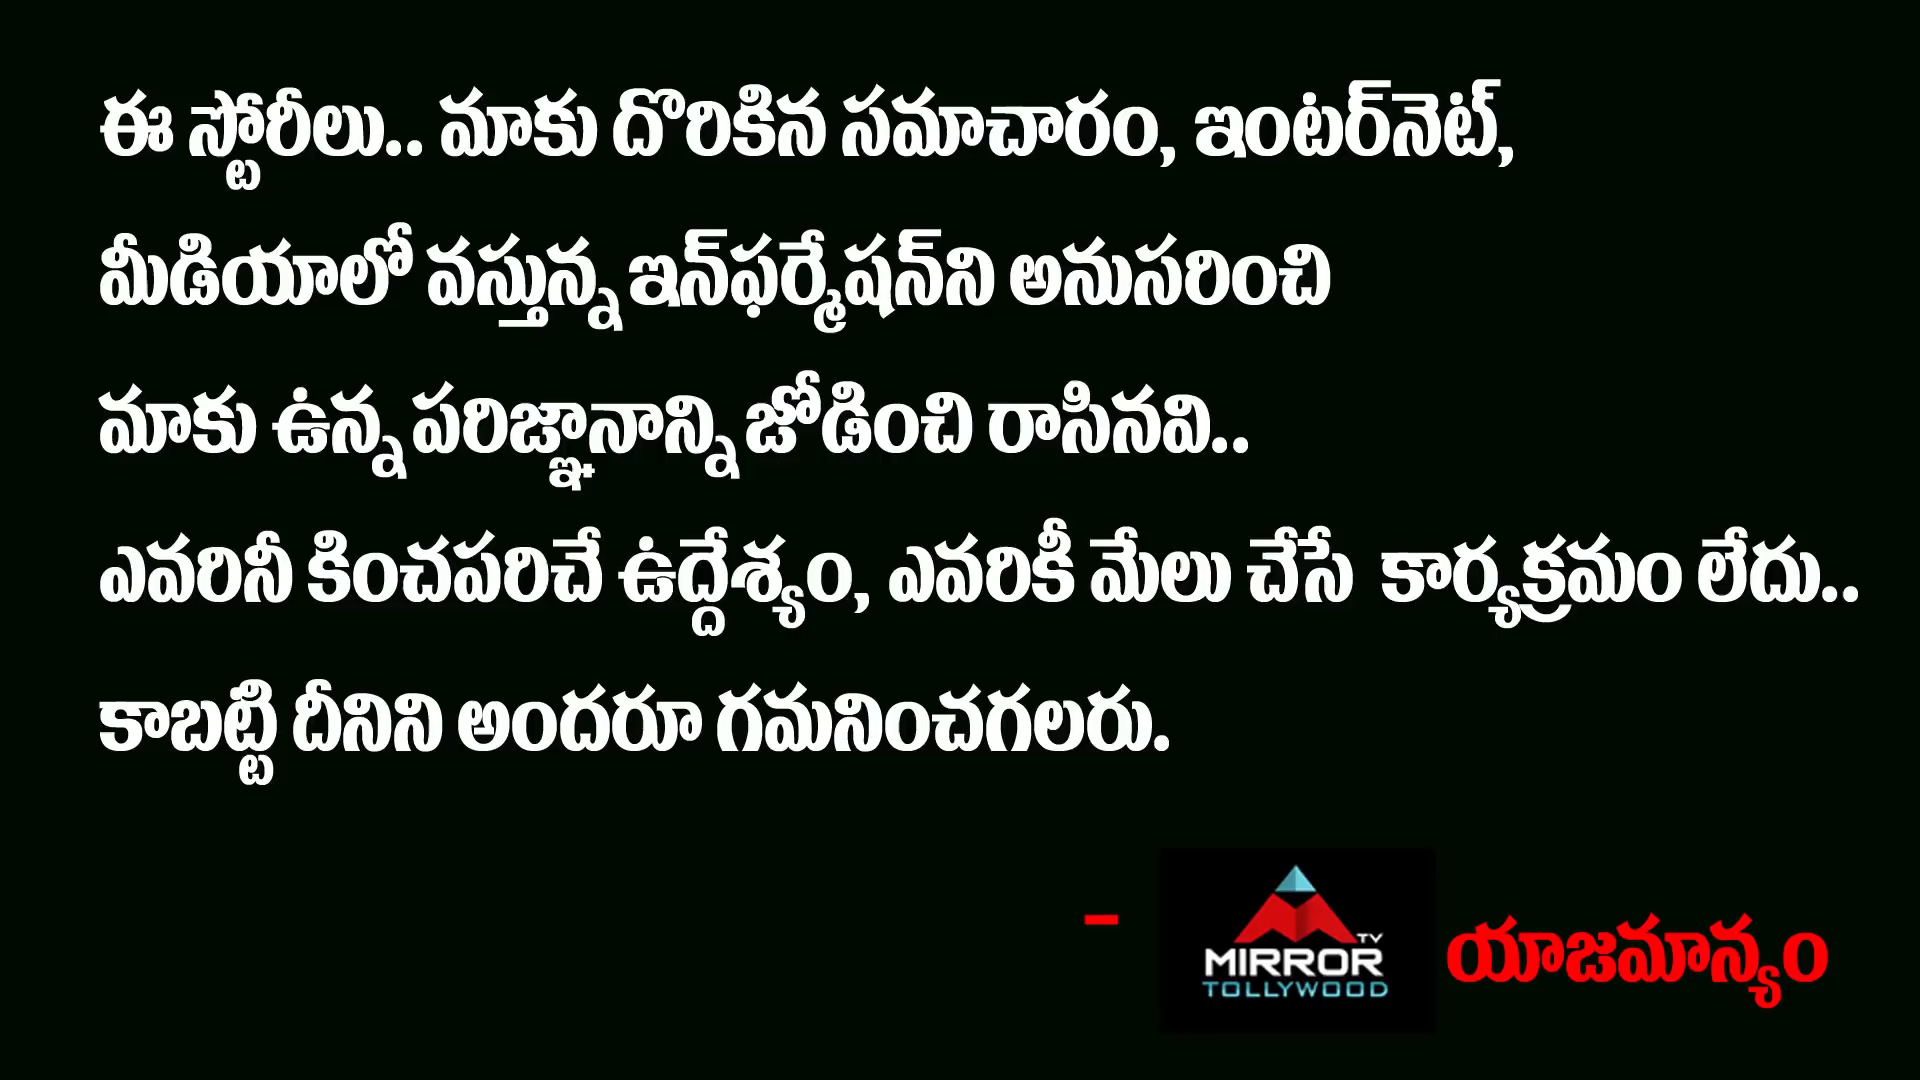 ఈ స్టోరీలు.. మాకు దొరికిన సమాచారం, ఇంటర్‌నెట్,
మీడియాలో వస్తున్న ఇన్‌ఫర్మేషన్‌ని అనుసరించి
మాకు ఉన్న పరిజ్ఞానాన్ని జోడించి రాసినవి..
ఎవరినీ కించపరిచే ఉద్దేశ్యం, ఎవరికీ మేలు చేసే కార్యక్రమం లేదు..
కాబట్టి దీనిని అందరూ గమనించగలరు.
- MIRROR TV TOLLYWOOD యాజమాన్యం